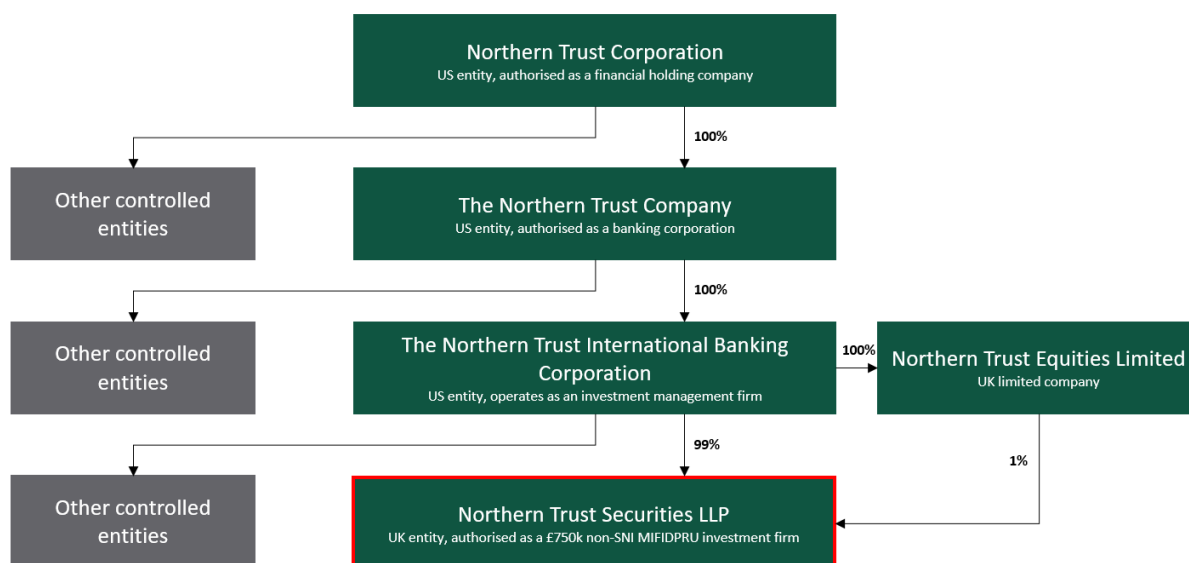 Northern Trust Corporation
US entity, authorised as a financial holding company
100%
Other controlled
entities
The Northern Trust Company
US entity, authorised as a banking corporation
100%
Other controlled
entities
The Northern Trust International Banking
Corporation
US entity, operates as an investment management firm
100%
Northern Trust Equities Limited
UK limited company
99%
1%
Other controlled
entities
Northern Trust Securities LLP
UK entity, authorised as a £750k non-SNI MIFIDPRU investment firm